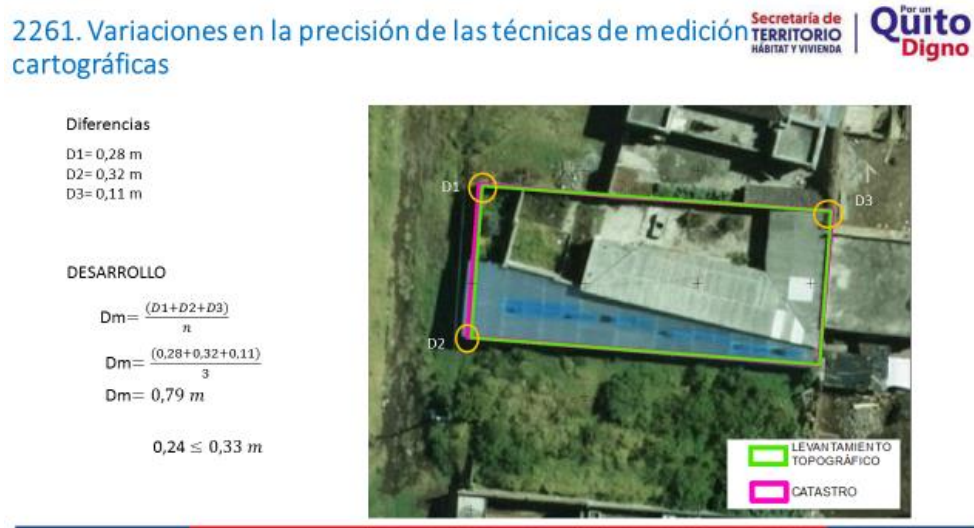 2261. Variaciones en la precisión de las técnicas de medición
cartográficas
Secretaría de
TERRITORIO
HÁBITAT Y VIVIENDA
Por un
Quito
Digno
Diferencias
D1= 0,28 m
D2= 0,32 m
D3= 0,11 m
DESARROLLO
Dm= (D1+D2+D3)
n
Dm= (0,28+0,32+0,11)
3
Dm= 0,79 m
0,24 ≤ 0,33 m
D1
D3
D2
LEVANTAMIENTO
TOPOGRÁFICO
CATASTRO